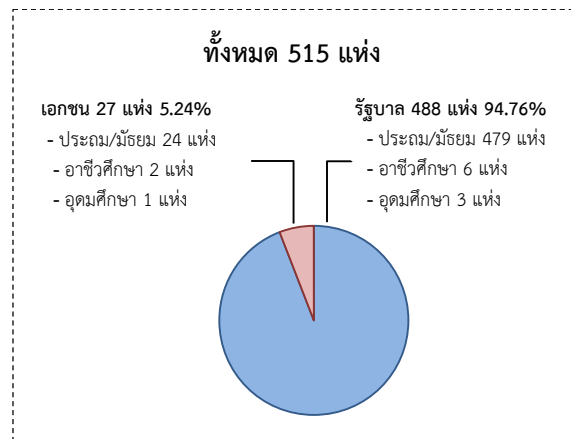 ทั้งหมด 515 แห่ง
เอกชน 27 แห่ง 5.24%
- ประถม/มัธยม 24 แห่ง
- อาชีวศึกษา 2 แห่ง
- อุดมศึกษา 1 แห่ง
รัฐบาล 488 แห่ง 94.76%
- ประถม/มัธยม 479 แห่ง
- อาชีวศึกษา 6 แห่ง
- อุดมศึกษา 3 แห่ง